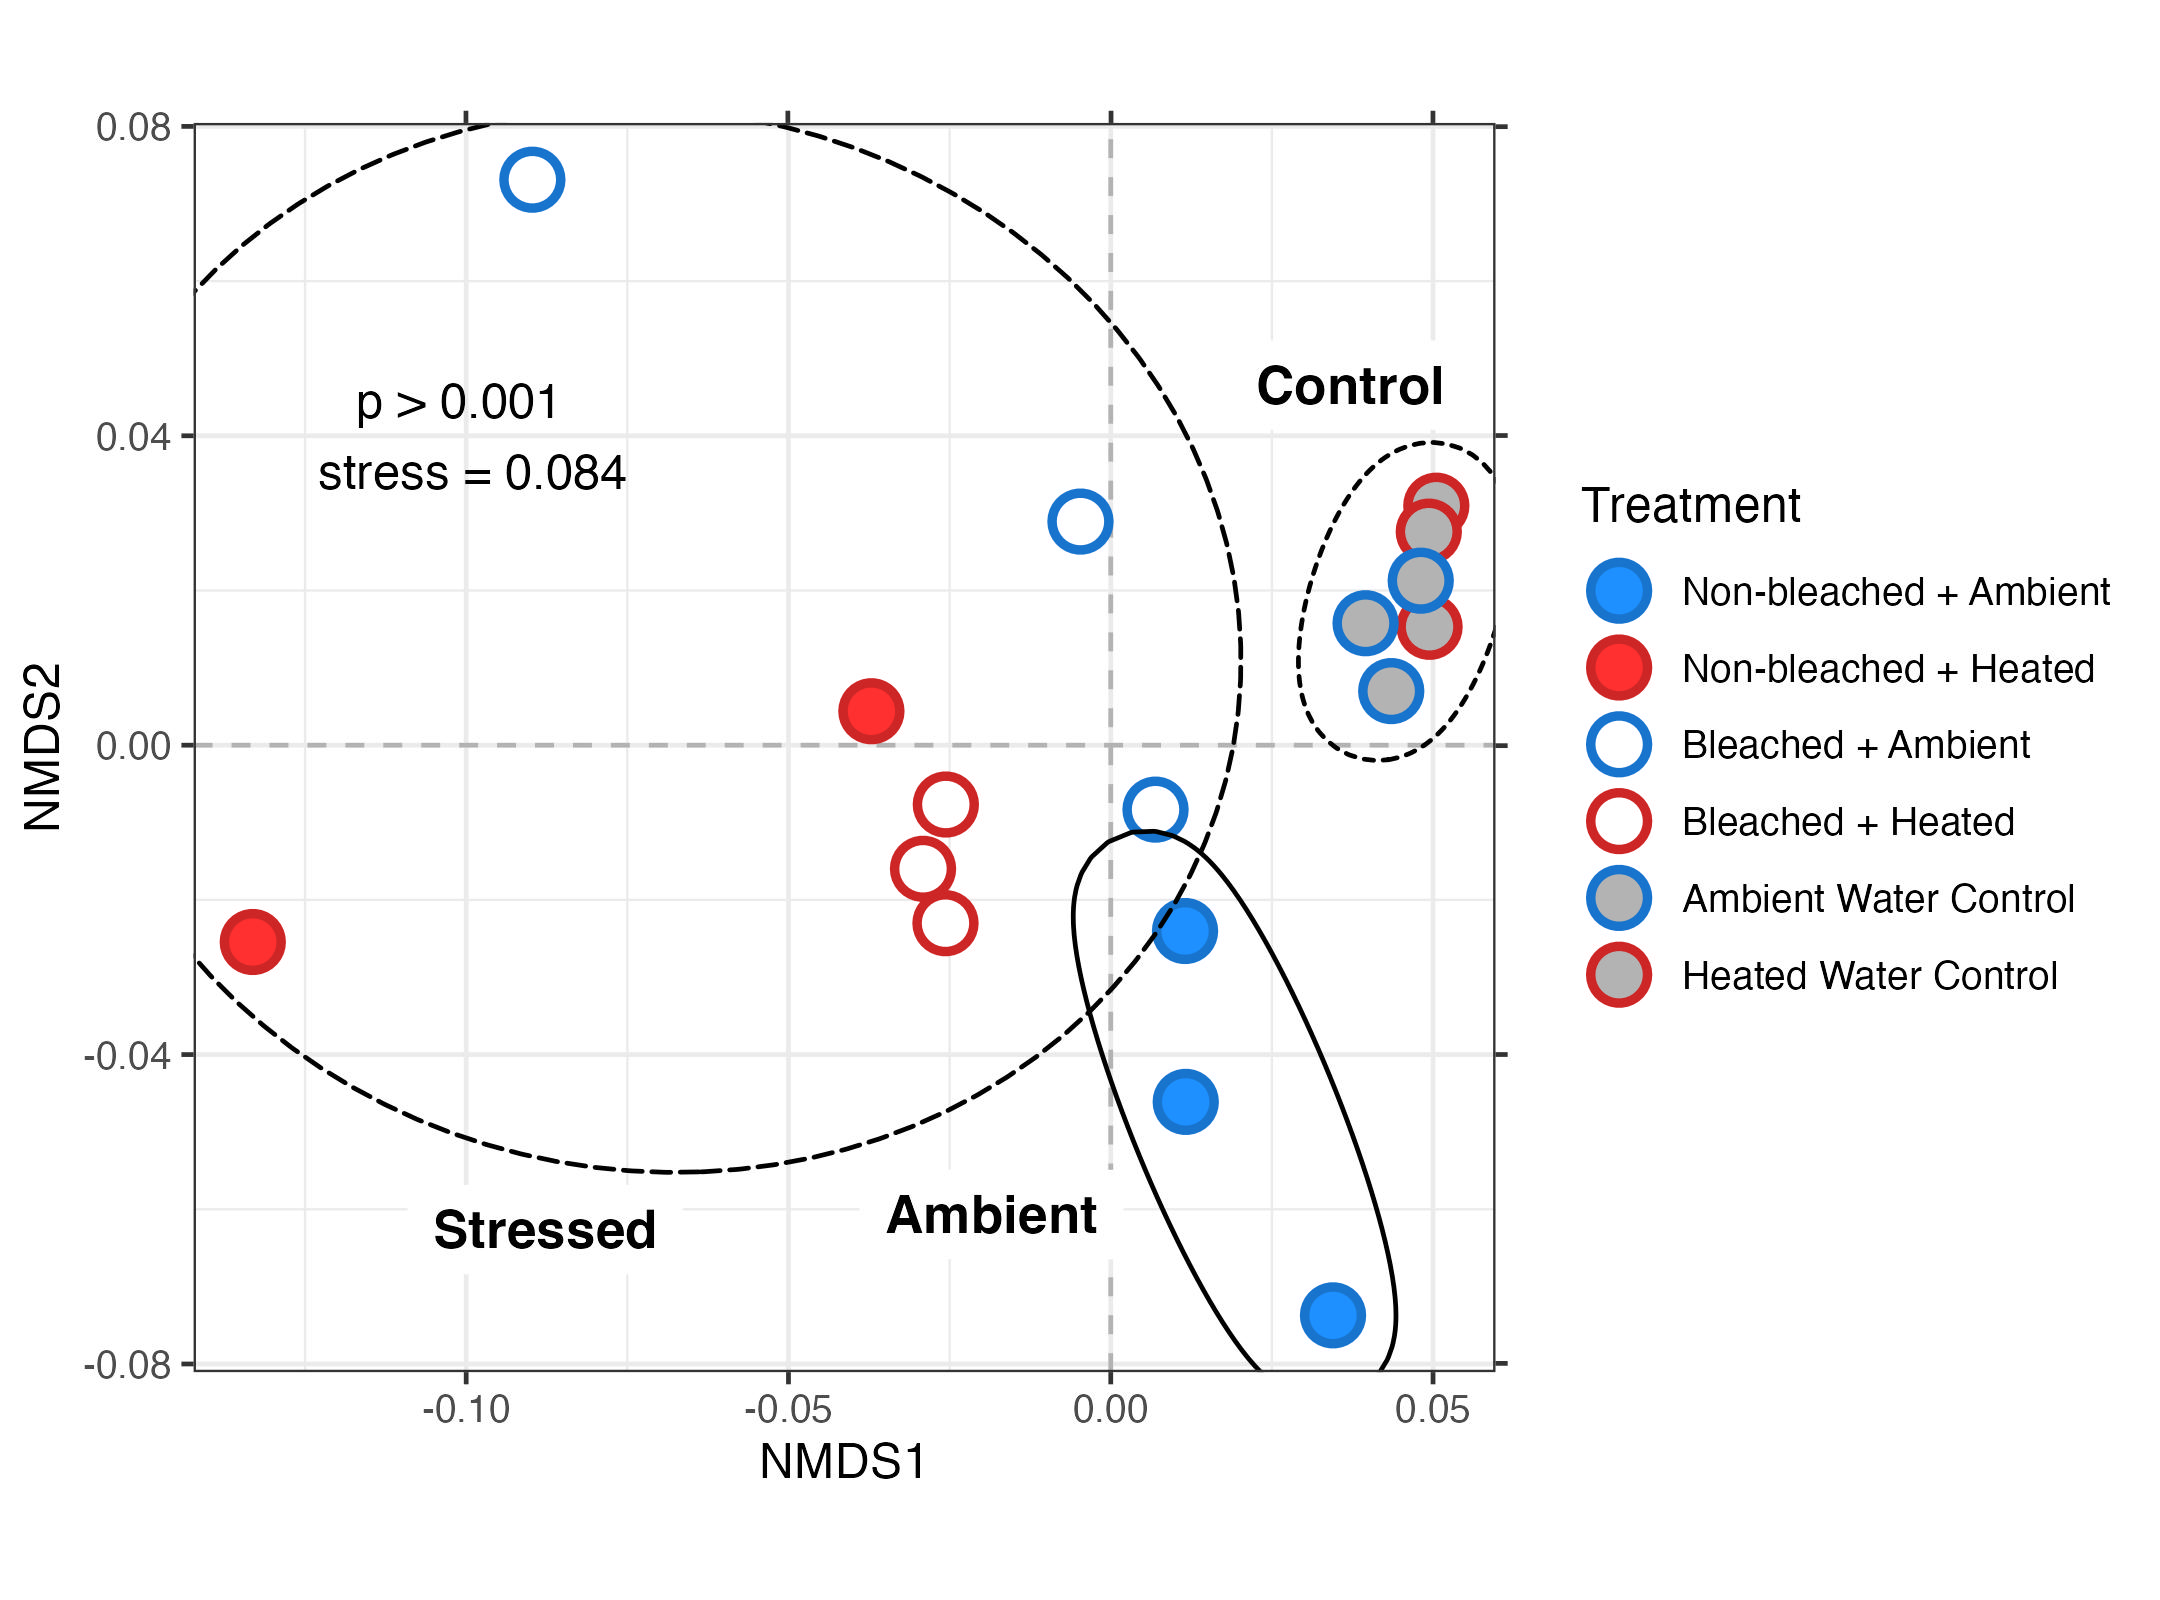 0.08
0.04
0.00
-0.04
-0.08
NMDS2
p > 0.001
stress = 0.084
Control
Stressed
Ambient
-0.10
-0.05
0.00
0.05
NMDS1
Treatment
Non-bleached + Ambient
Non-bleached + Heated
Bleached + Ambient
Bleached + Heated
Ambient Water Control
Heated Water Control